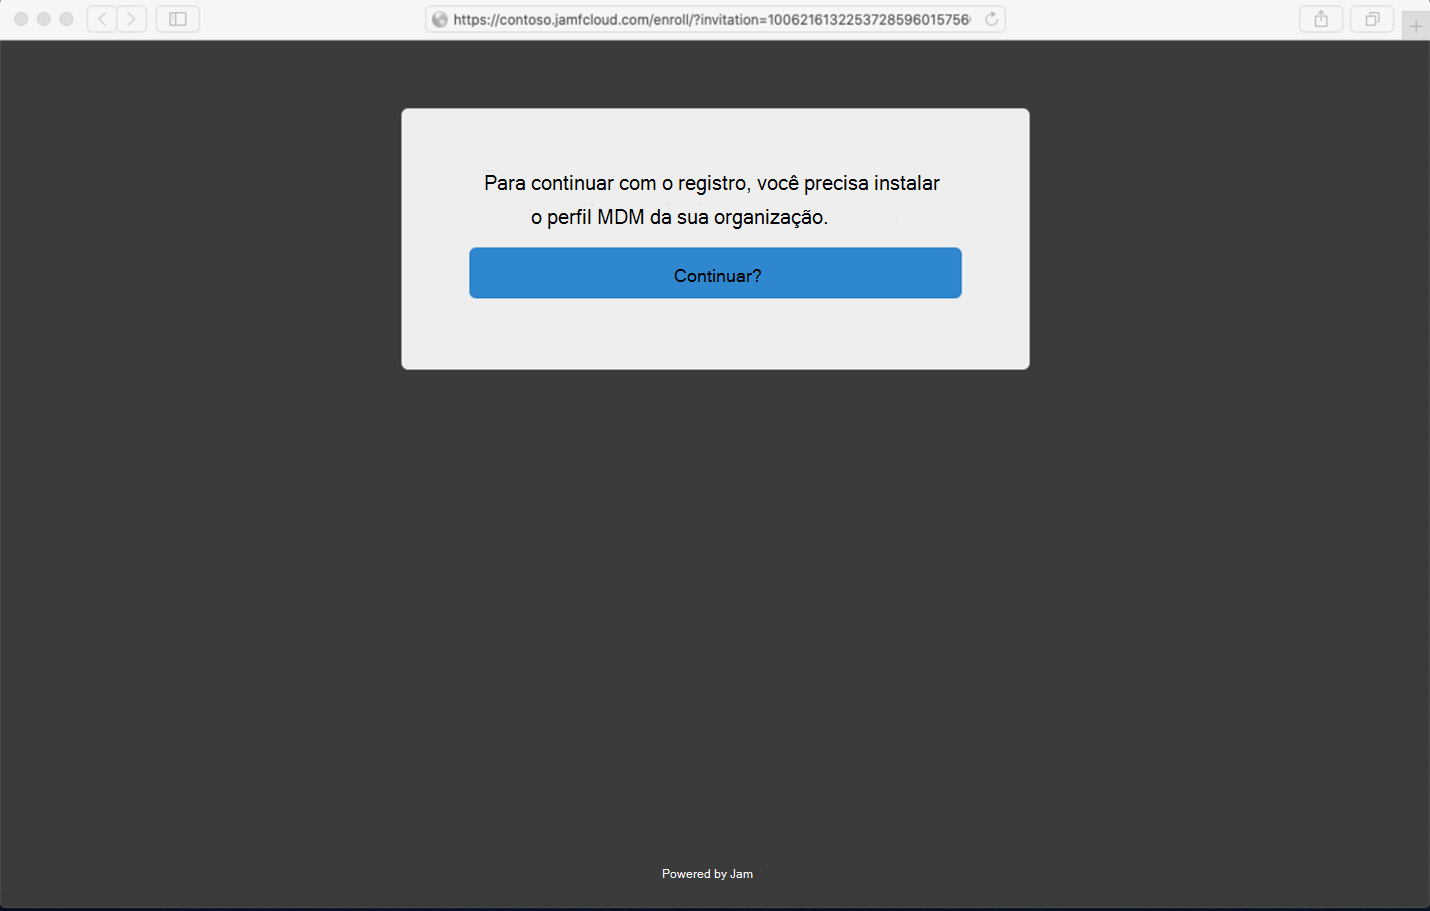 https://contoso.jamfcloud.com/enroll/?invitation=1006216132253728596015756
Para continuar com o registro, você precisa instalar
o perfil MDM da sua organização.
Continuar?
Powered by Jam